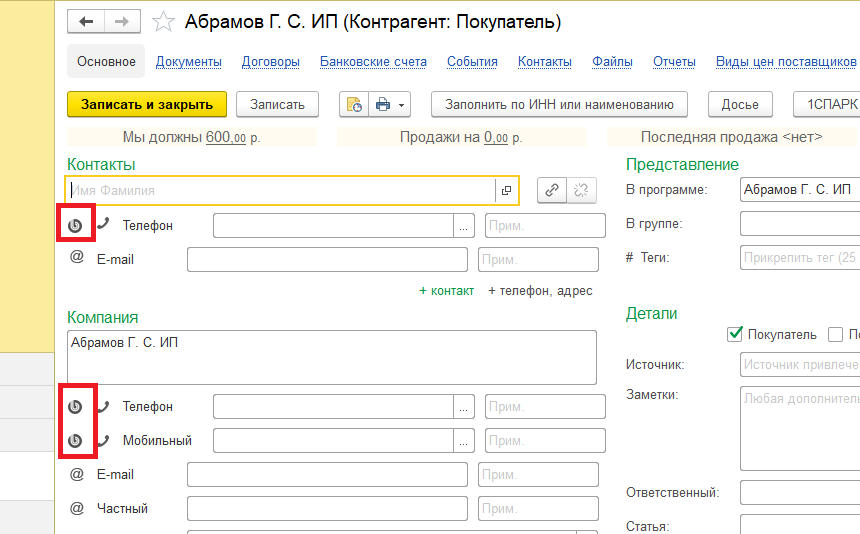 Абрамов Г. С. ИП (Контрагент: Покупатель)
Основное Документы Договоры Банковские счета События Контакты Файлы Отчеты Виды цен поставщиков
Записать и закрыть Записать Заполнить по ИНН или наименованию Досье 1СПАРК
Мы должны 600,00 р. Продажи на 0,00 р. Последняя продажа <нет>
Контакты Представление
Имя Фамилия В программе: Абрамов Г. С. ИП
Телефон ... Прим. В группе:
@ E-mail Прим. # Теги: Прикрепить тег (25
+ контакт + телефон, адрес
Компания Детали
Абрамов Г. С. ИП Покупатель
Источник: Источник привлече
Телефон ... Прим. Заметки: Любая дополнитель
Мобильный ... Прим.
@ E-mail Прим.
@ Частный Прим. Ответственный:
Статья: